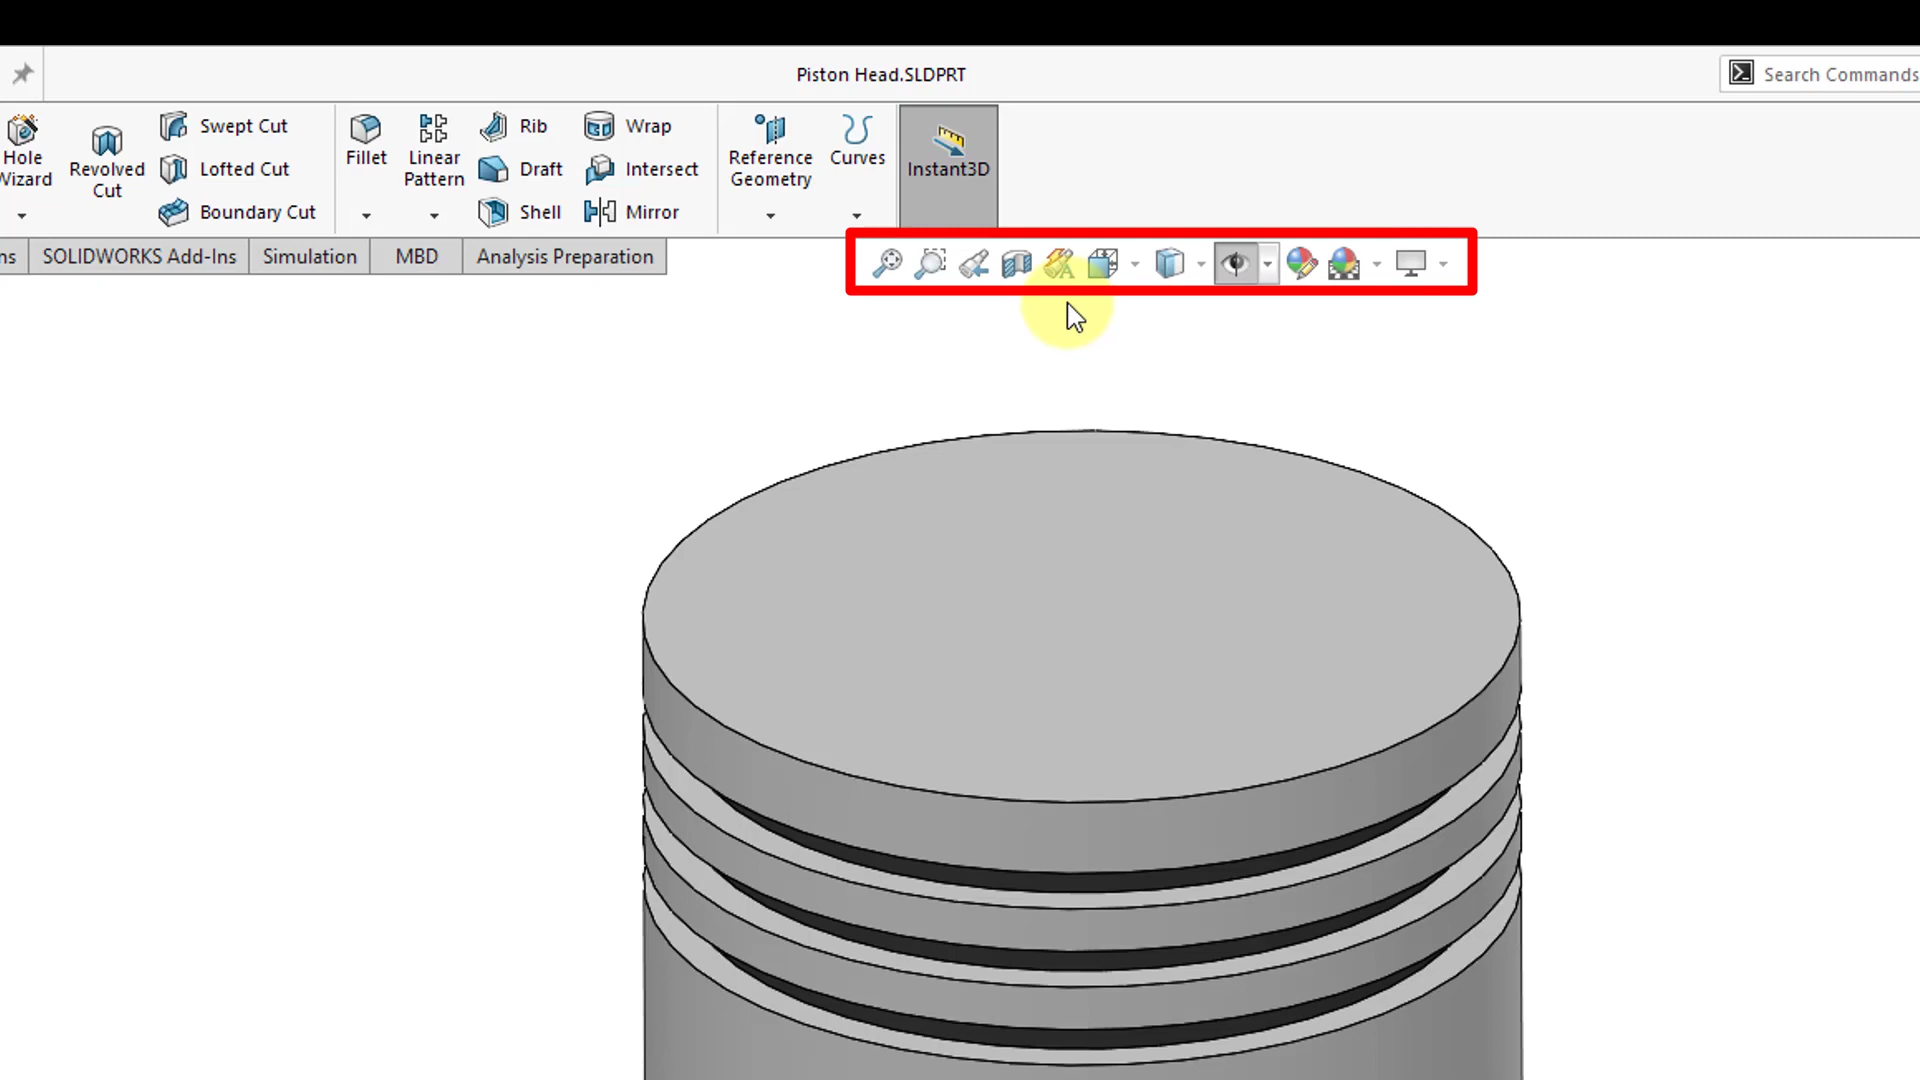 Piston Head.SLDPRT
Search Commands
Hole
Wizard
Revolved
Cut
Swept Cut
Lofted Cut
Boundary Cut
Fillet
Linear
Pattern
Rib
Draft
Shell
Wrap
Intersect
Mirror
Reference
Geometry
Curves
Instant3D
ns
SOLIDWORKS Add-Ins
Simulation
MBD
Analysis Preparation